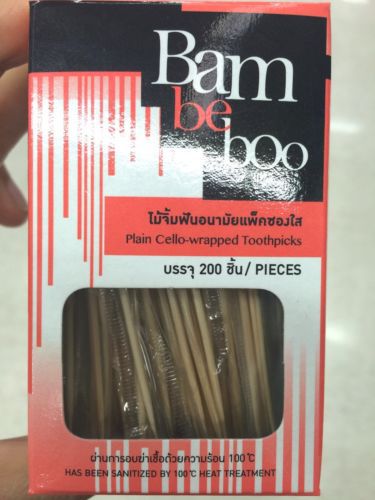 Bam
be
bOo
ไม้จิ้มฟันอนามัยแพ็คซองใส
Plain Cello-wrapped Toothpicks
บรรจุ 200 ชิ้น/ PIECES
ผ่านการอบฆ่าเชื้อด้วยความร้อน 100℃
HAS BEEN SANITIZED BY 100℃ HEAT TREATMENT